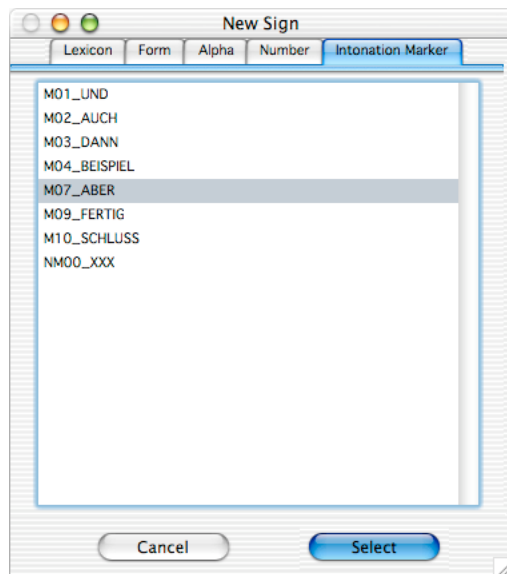 New Sign
Lexicon Form Alpha Number Intonation Marker
M01_UND
M02_AUCH
M03_DANN
M04_BEISPIEL
M07_ABER
M09_FERTIG
M10_SCHLUSS
NM00_XXX
Cancel Select